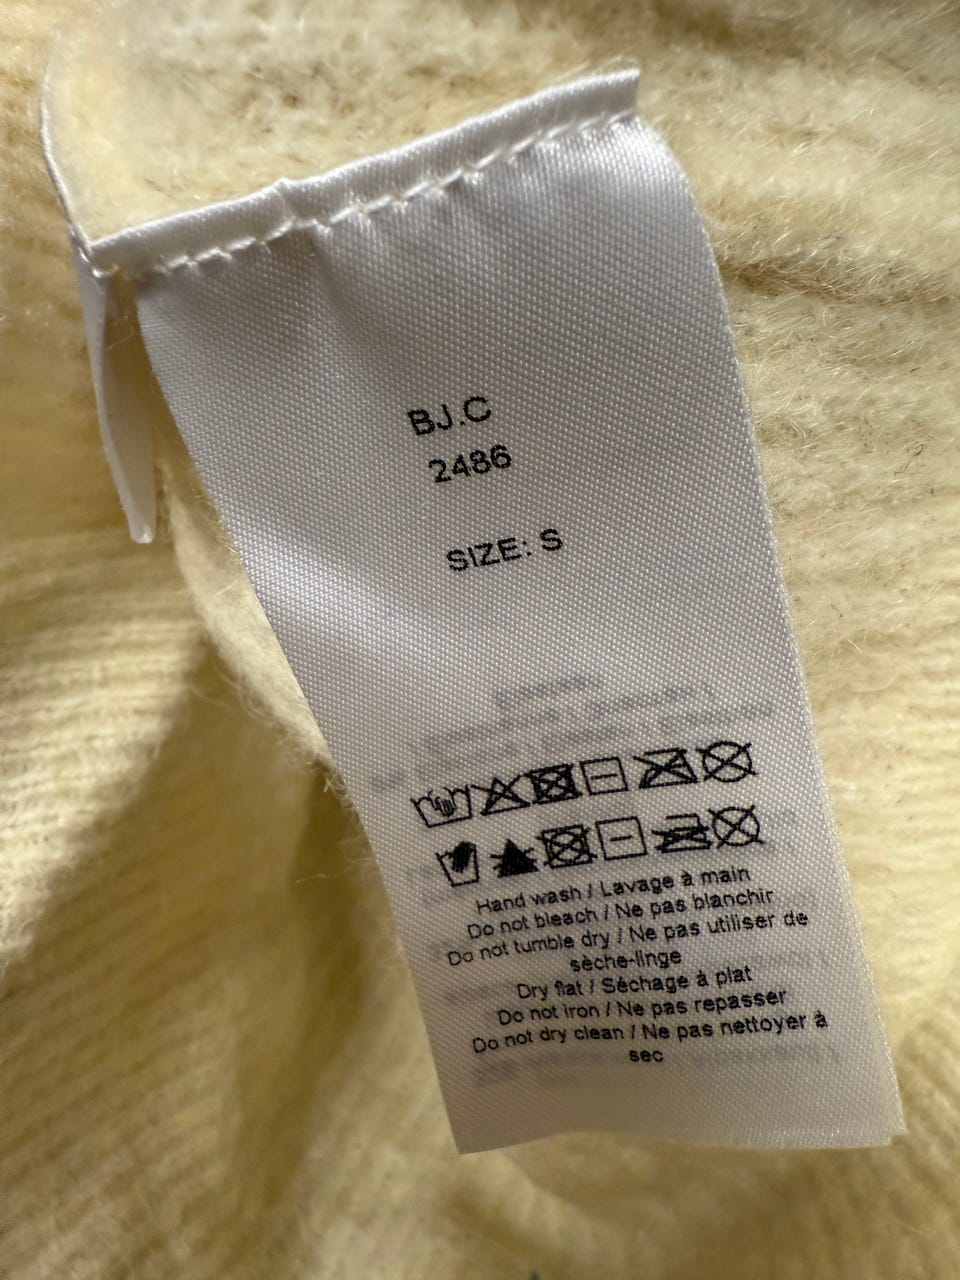 BJ.C
2486
SIZE: S
Hand wash / Lavage à main
Do not bleach / Ne pas blanchir
Do not tumble dry / Ne pas utiliser de
sèche-linge
Dry flat / Séchage à plat
Do not iron / Ne pas repasser
Do not dry clean / Ne pas nettoyer à
sec